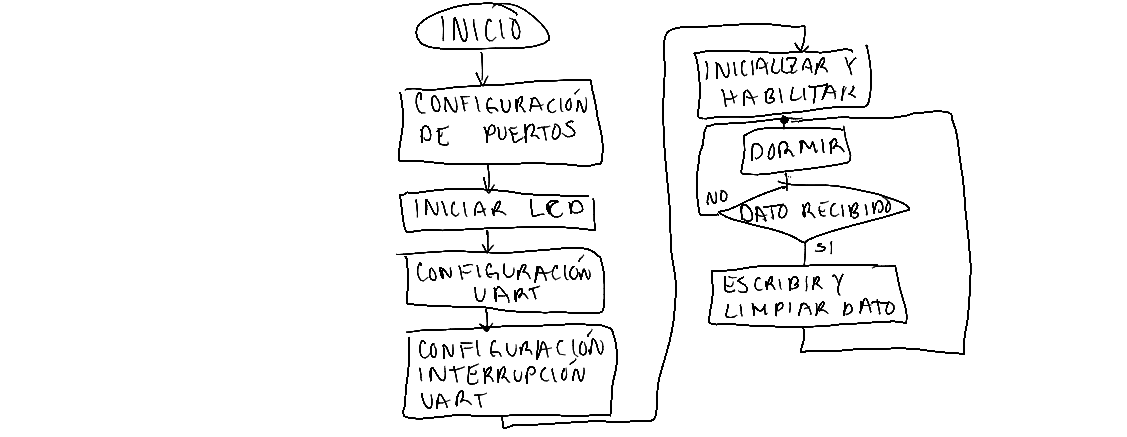 INICIO
CONFIGURACIÓN
DE PUERTOS
INICIAR LCD
CONFIGURACIÓN
UART
CONFIGURACIÓN
INTERRUPCIÓN
UART
INICIALIZAR Y
HABILITAR
DORMIR
NO
DATO RECIBIDO
SI
ESCRIBIR Y
LIMPIAR DATO